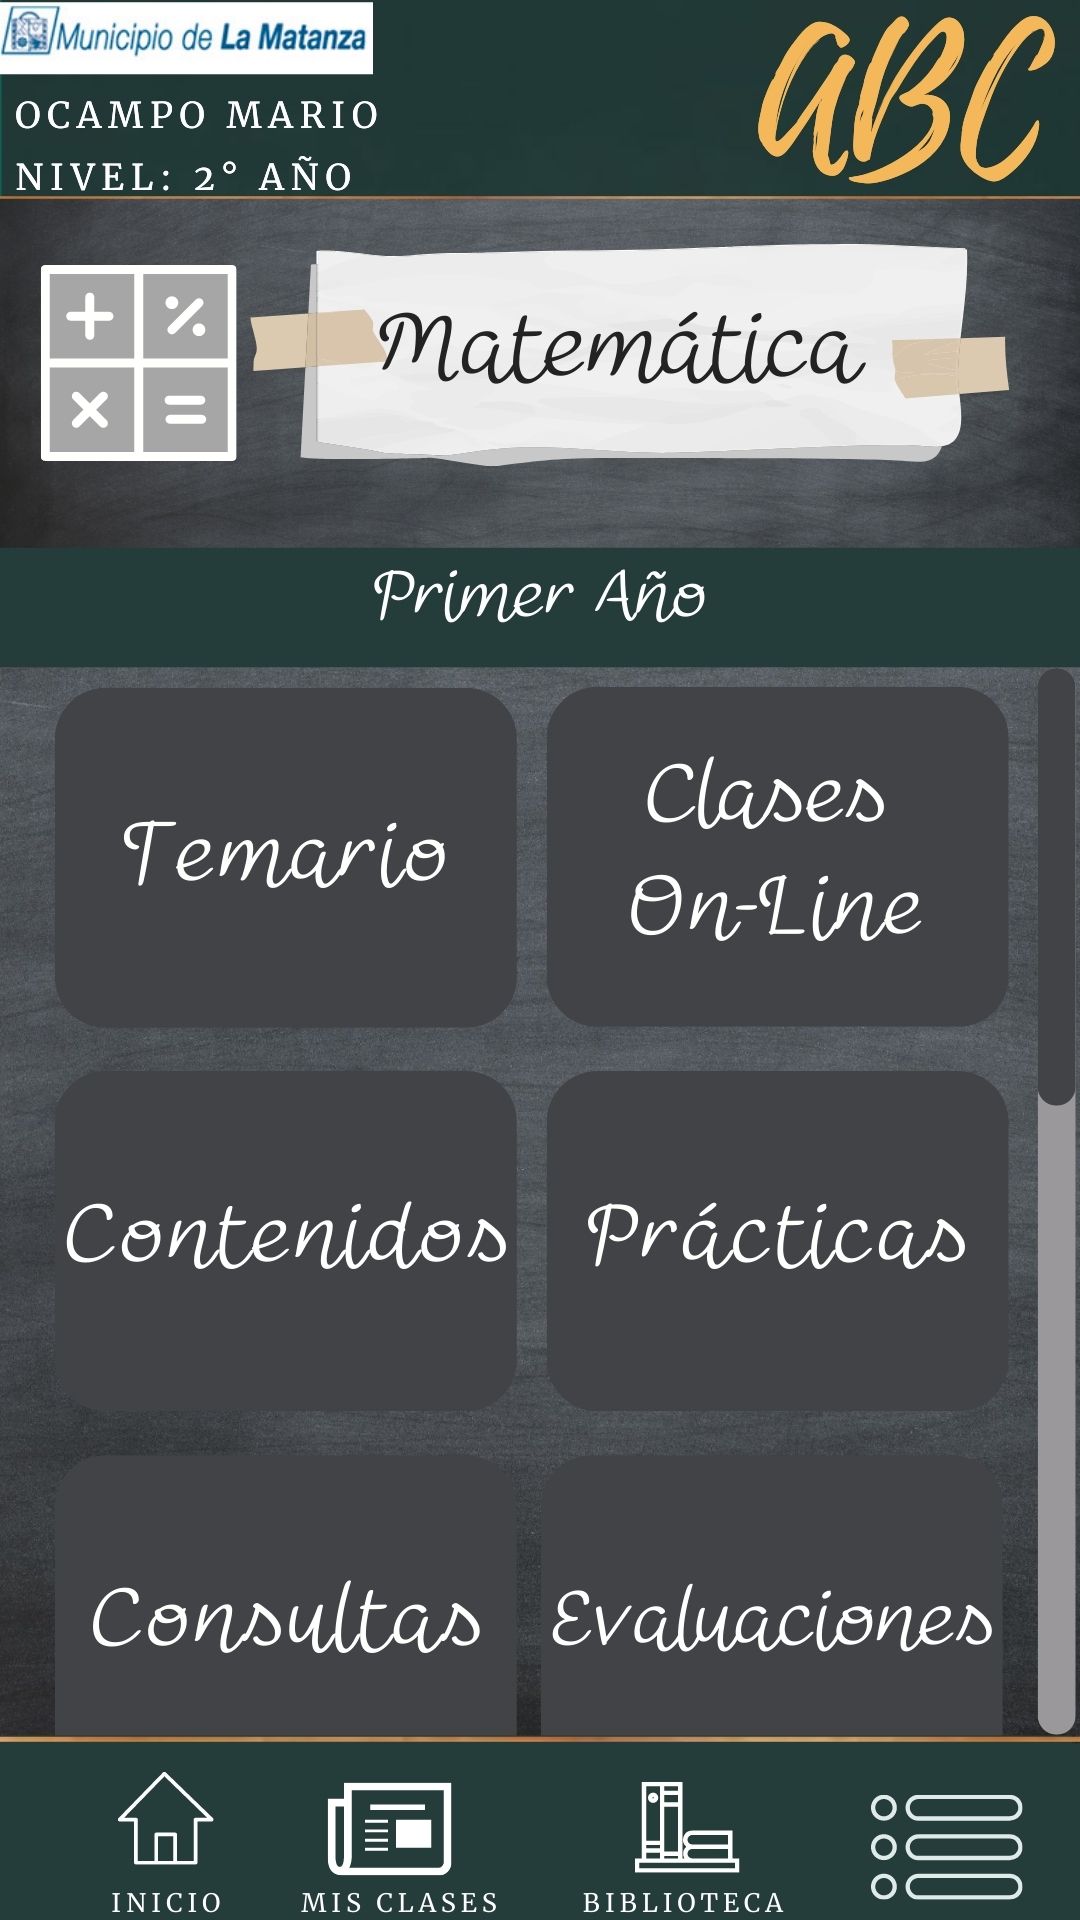 Municipio de La Matanza
ABC
OCAMPO MARIO
NIVEL: 2° AÑO
Matemática
Primer Año
Temario
Clases
On-Line
Contenidos
Prácticas
Consultas
Evaluaciones
INICIO
MIS CLASES
BIBLIOTECA